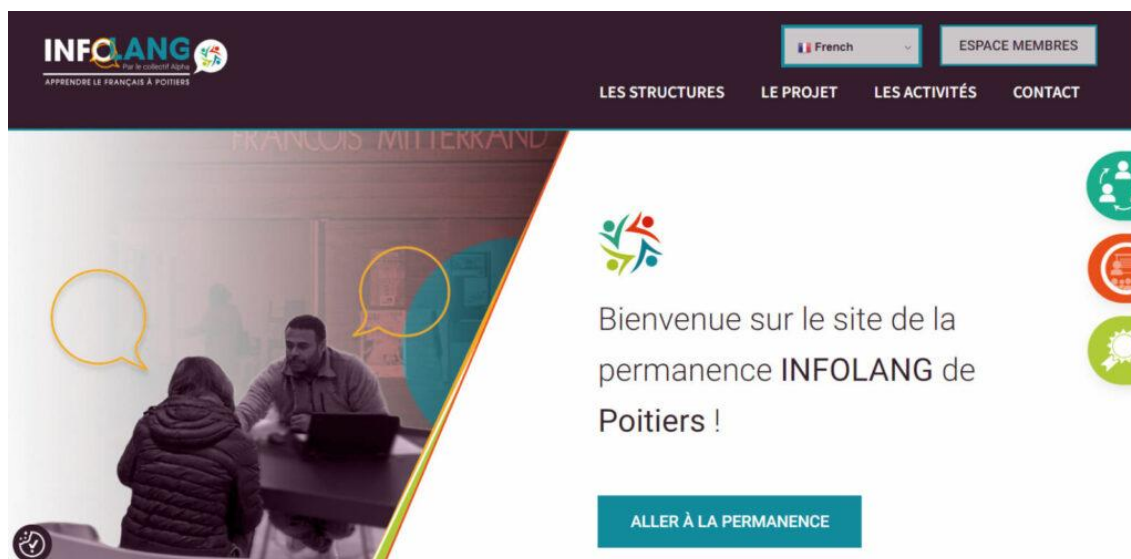 INFOLANG
Par le collectif Alpha
APPRENDRE LE FRANÇAIS À POITIERS
French
ESPACE MEMBRES
LES STRUCTURES
LE PROJET
LES ACTIVITÉS
CONTACT
FRANCOIS MITTERRAND
Bienvenue sur le site de la
permanence INFOLANG de
Poitiers !
ALLER À LA PERMANENCE